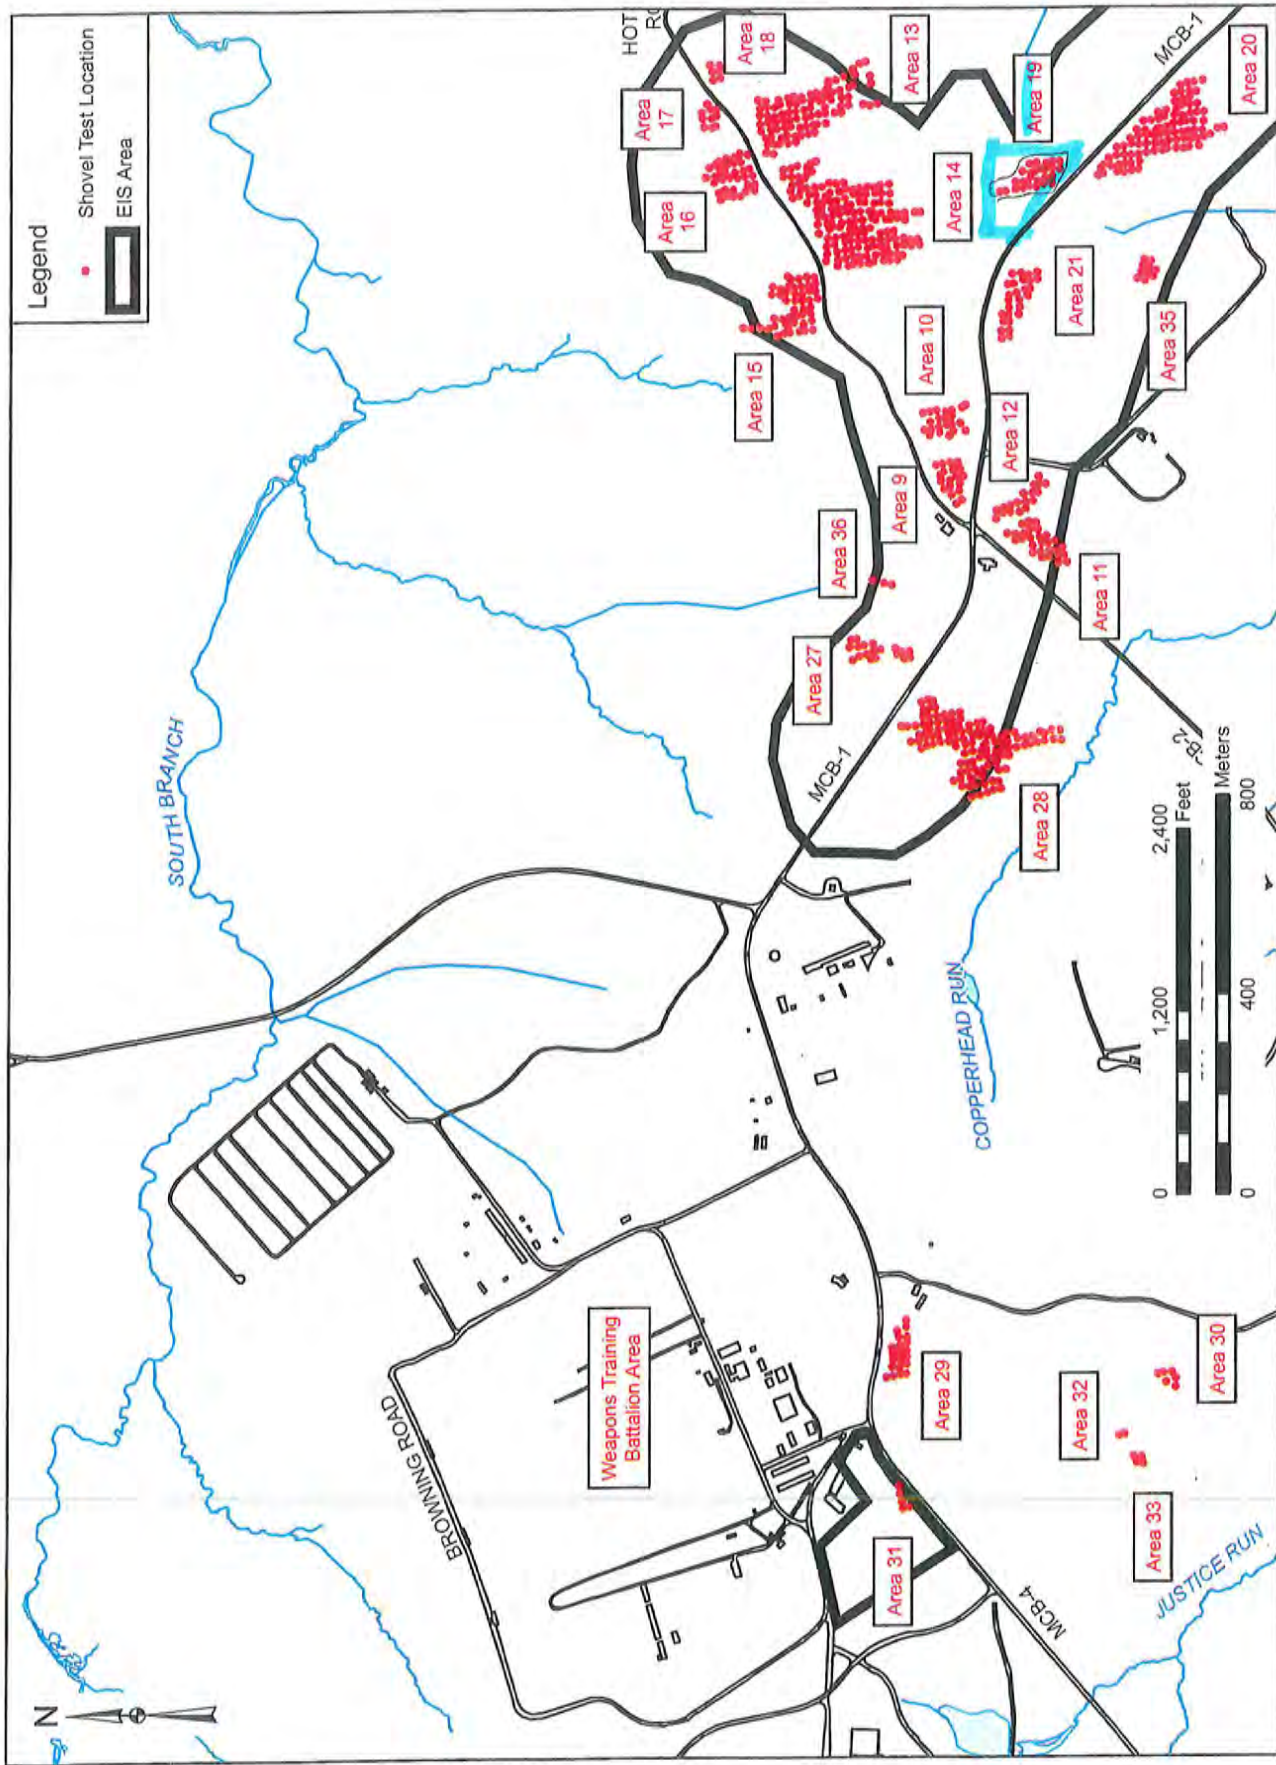 Legend
Shovel Test Location
EIS Area
N
SOUTH BRANCH
BROWNING ROAD
Weapons Training
Battalion Area
HOT
Area
17
Area
18
Area
16
Area 13
Area 15
Area 14
Area 19
MCB-1
Area 20
Area 10
Area 21
Area 35
Area 9
Area 12
Area 36
Area 11
Area 27
MCB-1
Area 28
COPPERHEAD RUN
Area 29
Area 30
Area 32
Area 31
Area 33
MCB-4
JUSTICE RUN
0 1,200 2,400
Feet
Meters
0 400 800